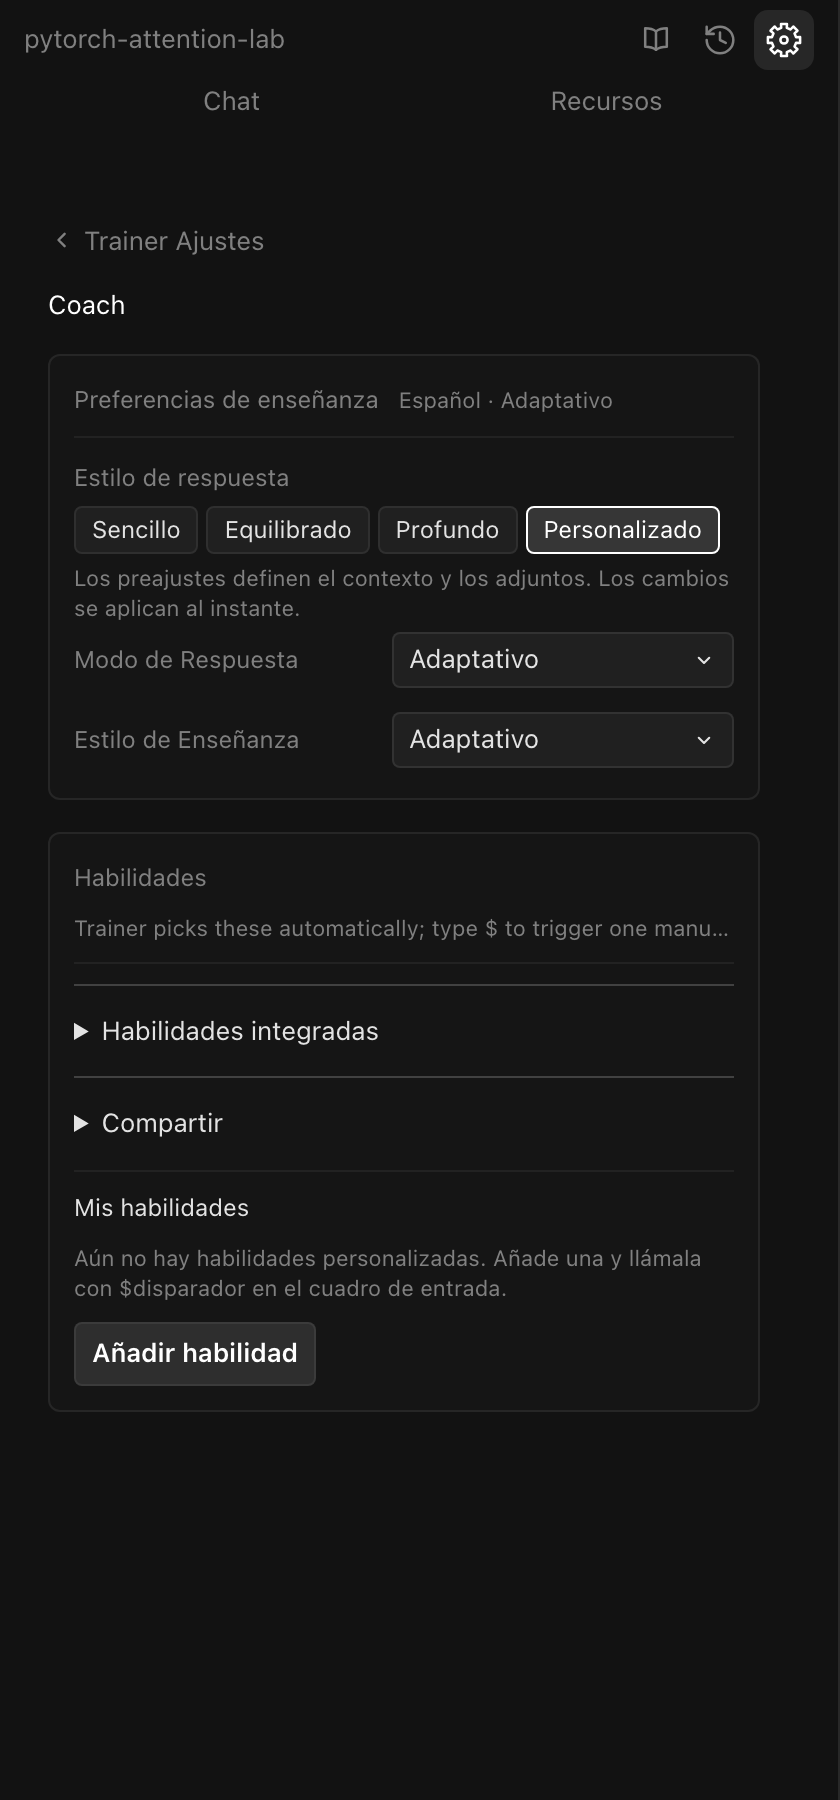 pytorch-attention-lab
Chat
Recursos
Trainer Ajustes
Coach
Preferencias de enseñanza Español · Adaptativo
Estilo de respuesta
Sencillo
Equilibrado
Profundo
Personalizado
Los preajustes definen el contexto y los adjuntos. Los cambios
se aplican al instante.
Modo de Respuesta
Adaptativo
Estilo de Enseñanza
Adaptativo
Habilidades
Trainer picks these automatically; type $ to trigger one manu...
Habilidades integradas
Compartir
Mis habilidades
Aún no hay habilidades personalizadas. Añade una y llámala
con $disparador en el cuadro de entrada.
Añadir habilidad